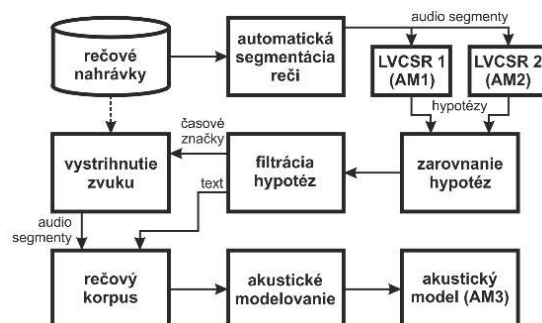 rečové
nahrávky
automatická
segmentácia
reči
audio segmenty
LVCSR 1
(AM1)
LVCSR 2
(AM2)
hypotézy
vystrihnutie
zvuku
časové
značky
filtrácia
hypotéz
text
zarovnanie
hypotéz
audio
segmenty
rečový
korpus
akustické
modelovanie
akustický
model (AM3)